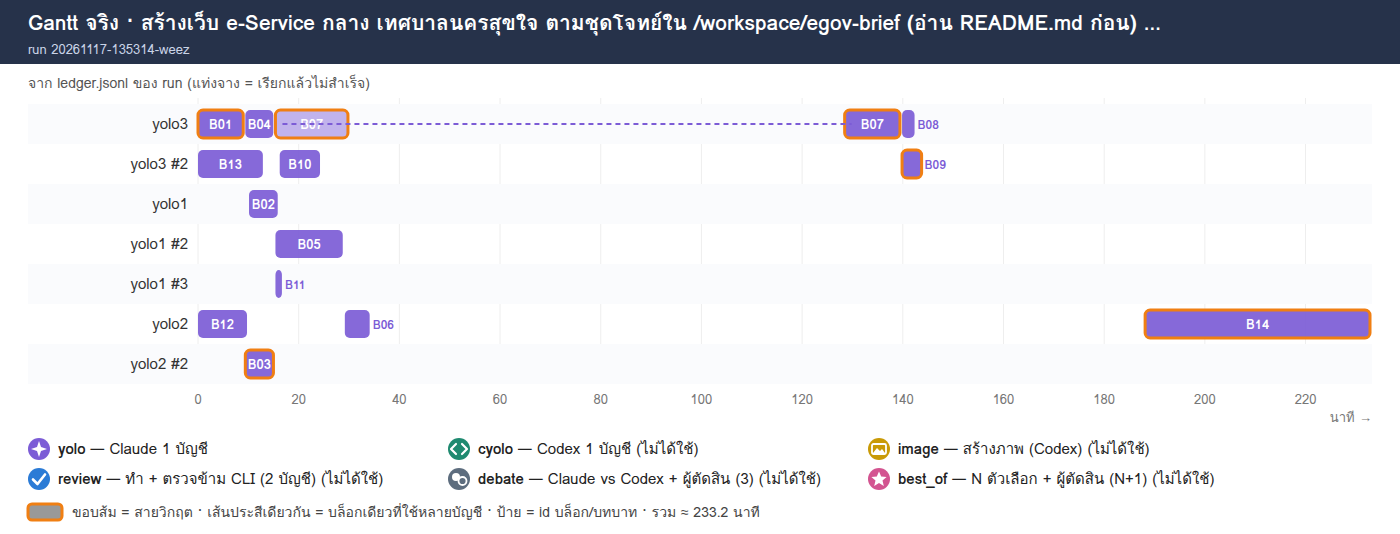 Gantt จริง · สร้างเว็บ e-Service กลาง เทศบาลนครสุขใจ ตามชุดโจทย์ใน /workspace/egov-brief (อ่าน README.md ก่อน) ...
run 20261117-135314-weez
จาก ledger.jsonl ของ run (แท่งจาง = เรียกแล้วไม่สำเร็จ)
yolo3 B01 B04 B07 B07 B08
yolo3 #2 B13 B10 B09
yolo1 B02
yolo1 #2 B05
yolo1 #3 B11
yolo2 B12 B06 B14
yolo2 #2 B03
0 20 40 60 80 100 120 140 160 180 200 220
นาที →
yolo — Claude 1 บัญชี
cyolo — Codex 1 บัญชี (ไม่ได้ใช้)
image — สร้างภาพ (Codex) (ไม่ได้ใช้)
review — ทำ + ตรวจข้าม CLI (2 บัญชี) (ไม่ได้ใช้)
debate — Claude vs Codex + ผู้ตัดสิน (3) (ไม่ได้ใช้)
best_of — N ตัวเลือก + ผู้ตัดสิน (N+1) (ไม่ได้ใช้)
ขอบส้ม = สายวิกฤต · เส้นประสีเดียวกัน = บล็อกเดียวที่ใช้หลายบัญชี · ป้าย = id บล็อก/บทบาท · รวม ≈ 233.2 นาที